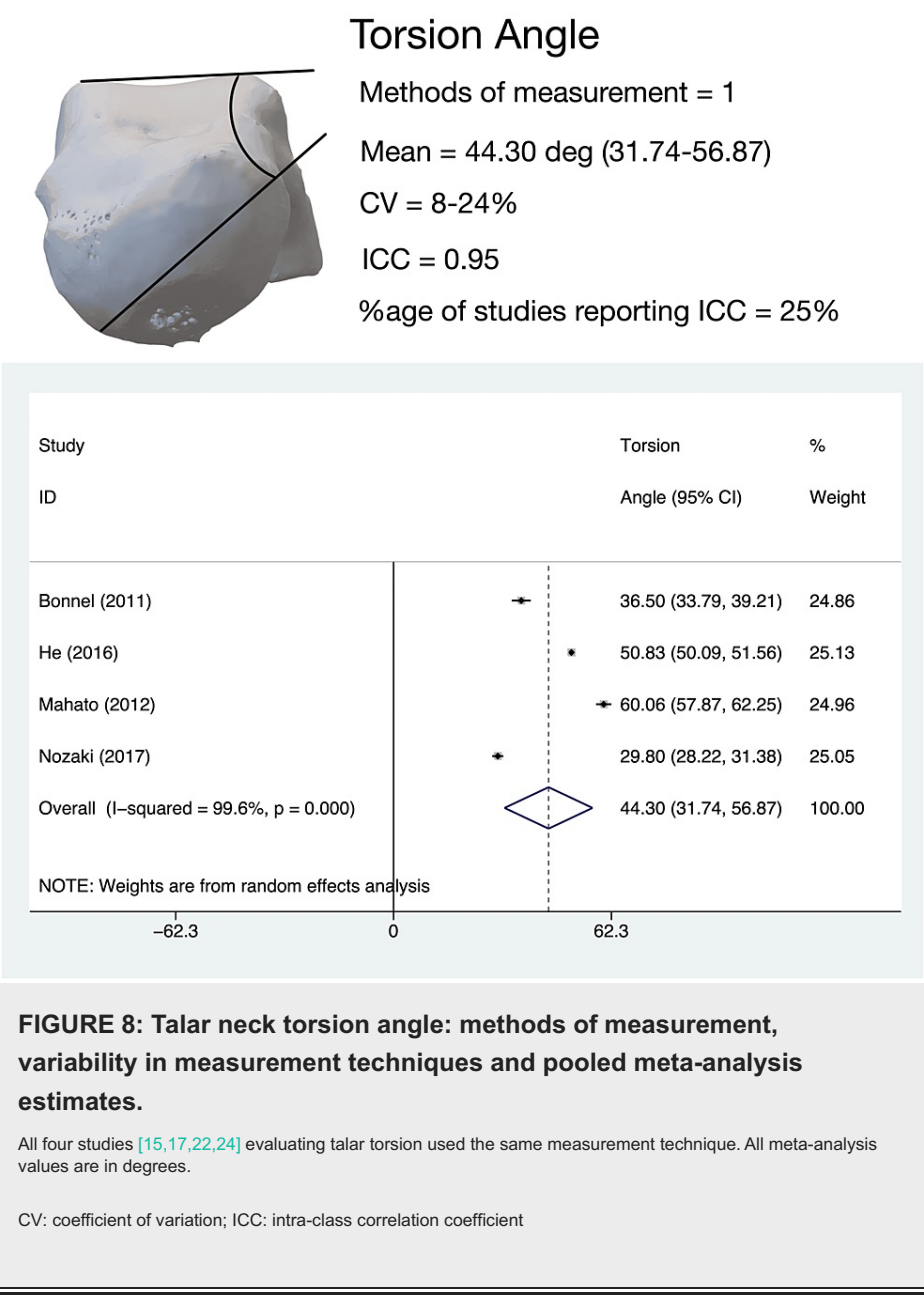 Torsion Angle
Methods of measurement = 1
Mean = 44.30 deg (31.74-56.87)
CV = 8-24%
ICC = 0.95
%age of studies reporting ICC = 25%
Study Torsion %
ID Angle (95% CI) Weight
Bonnel (2011) 36.50 (33.79, 39.21) 24.86
He (2016) 50.83 (50.09, 51.56) 25.13
Mahato (2012) 60.06 (57.87, 62.25) 24.96
Nozaki (2017) 29.80 (28.22, 31.38) 25.05
Overall (I−squared = 99.6%, p = 0.000) 44.30 (31.74, 56.87) 100.00
NOTE: Weights are from random effects analysis
−62.3 0 62.3
FIGURE 8: Talar neck torsion angle: methods of measurement,
variability in measurement techniques and pooled meta-analysis
estimates.
All four studies [15,17,22,24] evaluating talar torsion used the same measurement technique. All meta-analysis
values are in degrees.
CV: coefficient of variation; ICC: intra-class correlation coefficient